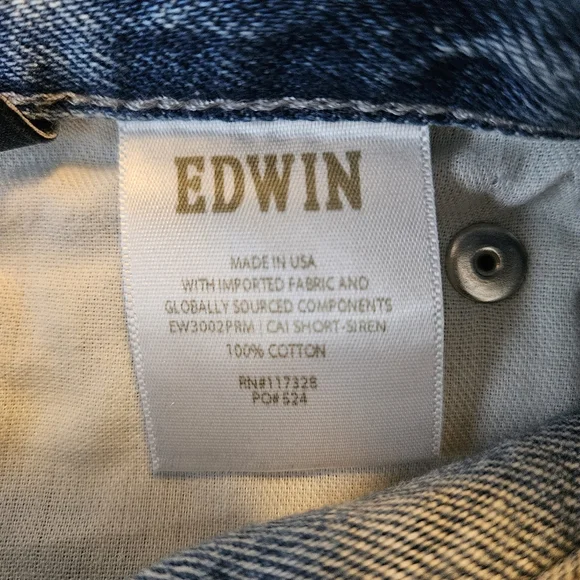 EDWIN
MADE IN USA
WITH IMPORTED FABRIC AND
GLOBALLY SOURCED COMPONENTS
EW3002PRM | CAI SHORT-SIREN
100% COTTON
RN#117328
PO# 524